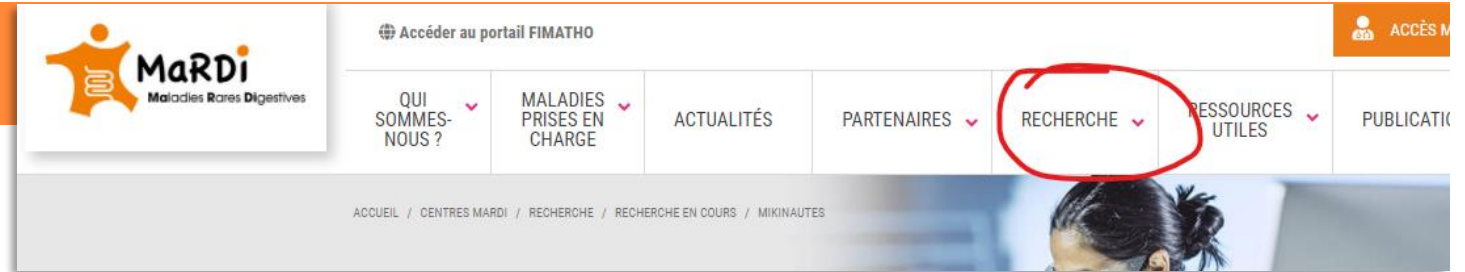 Accéder au portail FIMATHO
ACCÈS M
MaRDi
Maladies Rares Digestives
QUI
SOMMES-
NOUS ?
MALADIES
PRISES EN
CHARGE
ACTUALITÉS
PARTENAIRES
RECHERCHE
RESSOURCES
UTILES
PUBLICATIO
ACCUEIL / CENTRES MARDI / RECHERCHE / RECHERCHE EN COURS / MIKINAUTES